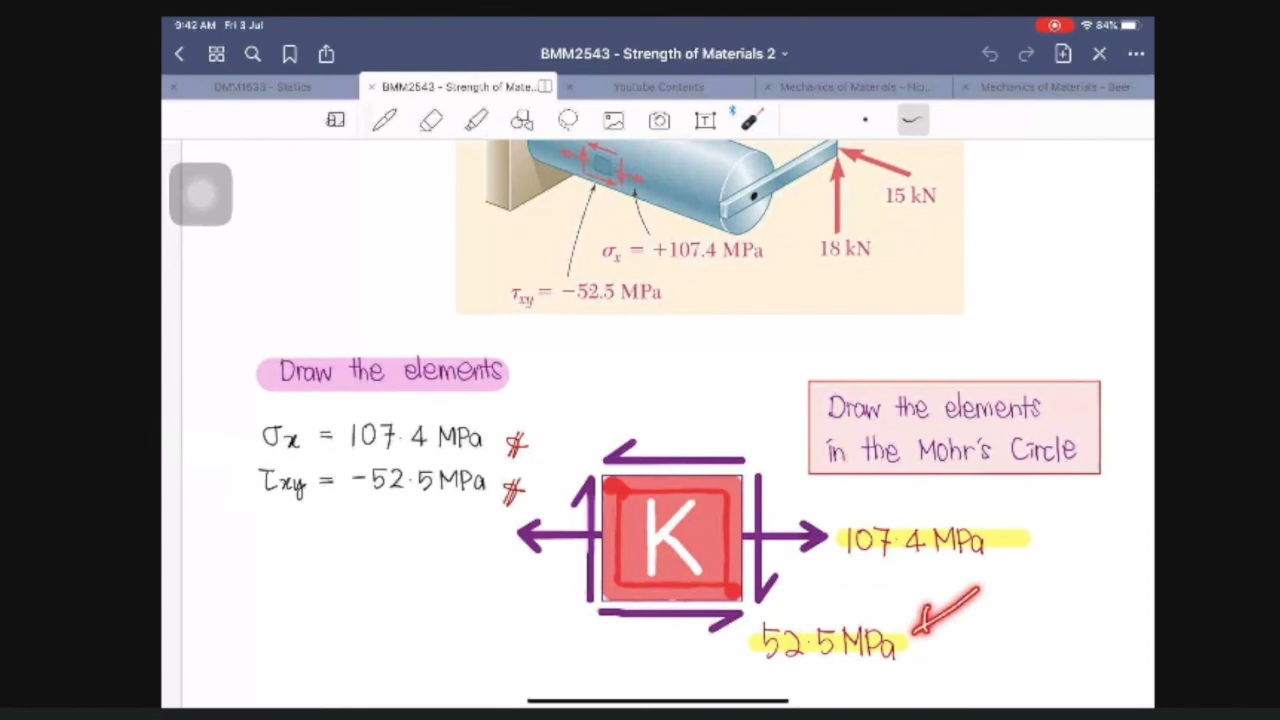 9:42 AM Fri 3 Jul
84%
BMM2543 - Strength of Materials 2
BMM1633 - Statics
BMM2543 - Strength of Mate...
Youtube Contents
Mechanics of Materials - Hib...
Mechanics of Materials - Beer
15 kN
18 kN
σx = +107.4 MPa
τxy = −52.5 MPa
Draw the elements
σx = 107.4 MPa
τxy = -52.5 MPa
Draw the elements
in the Mohr's Circle
K
107.4 MPa
52.5 MPa